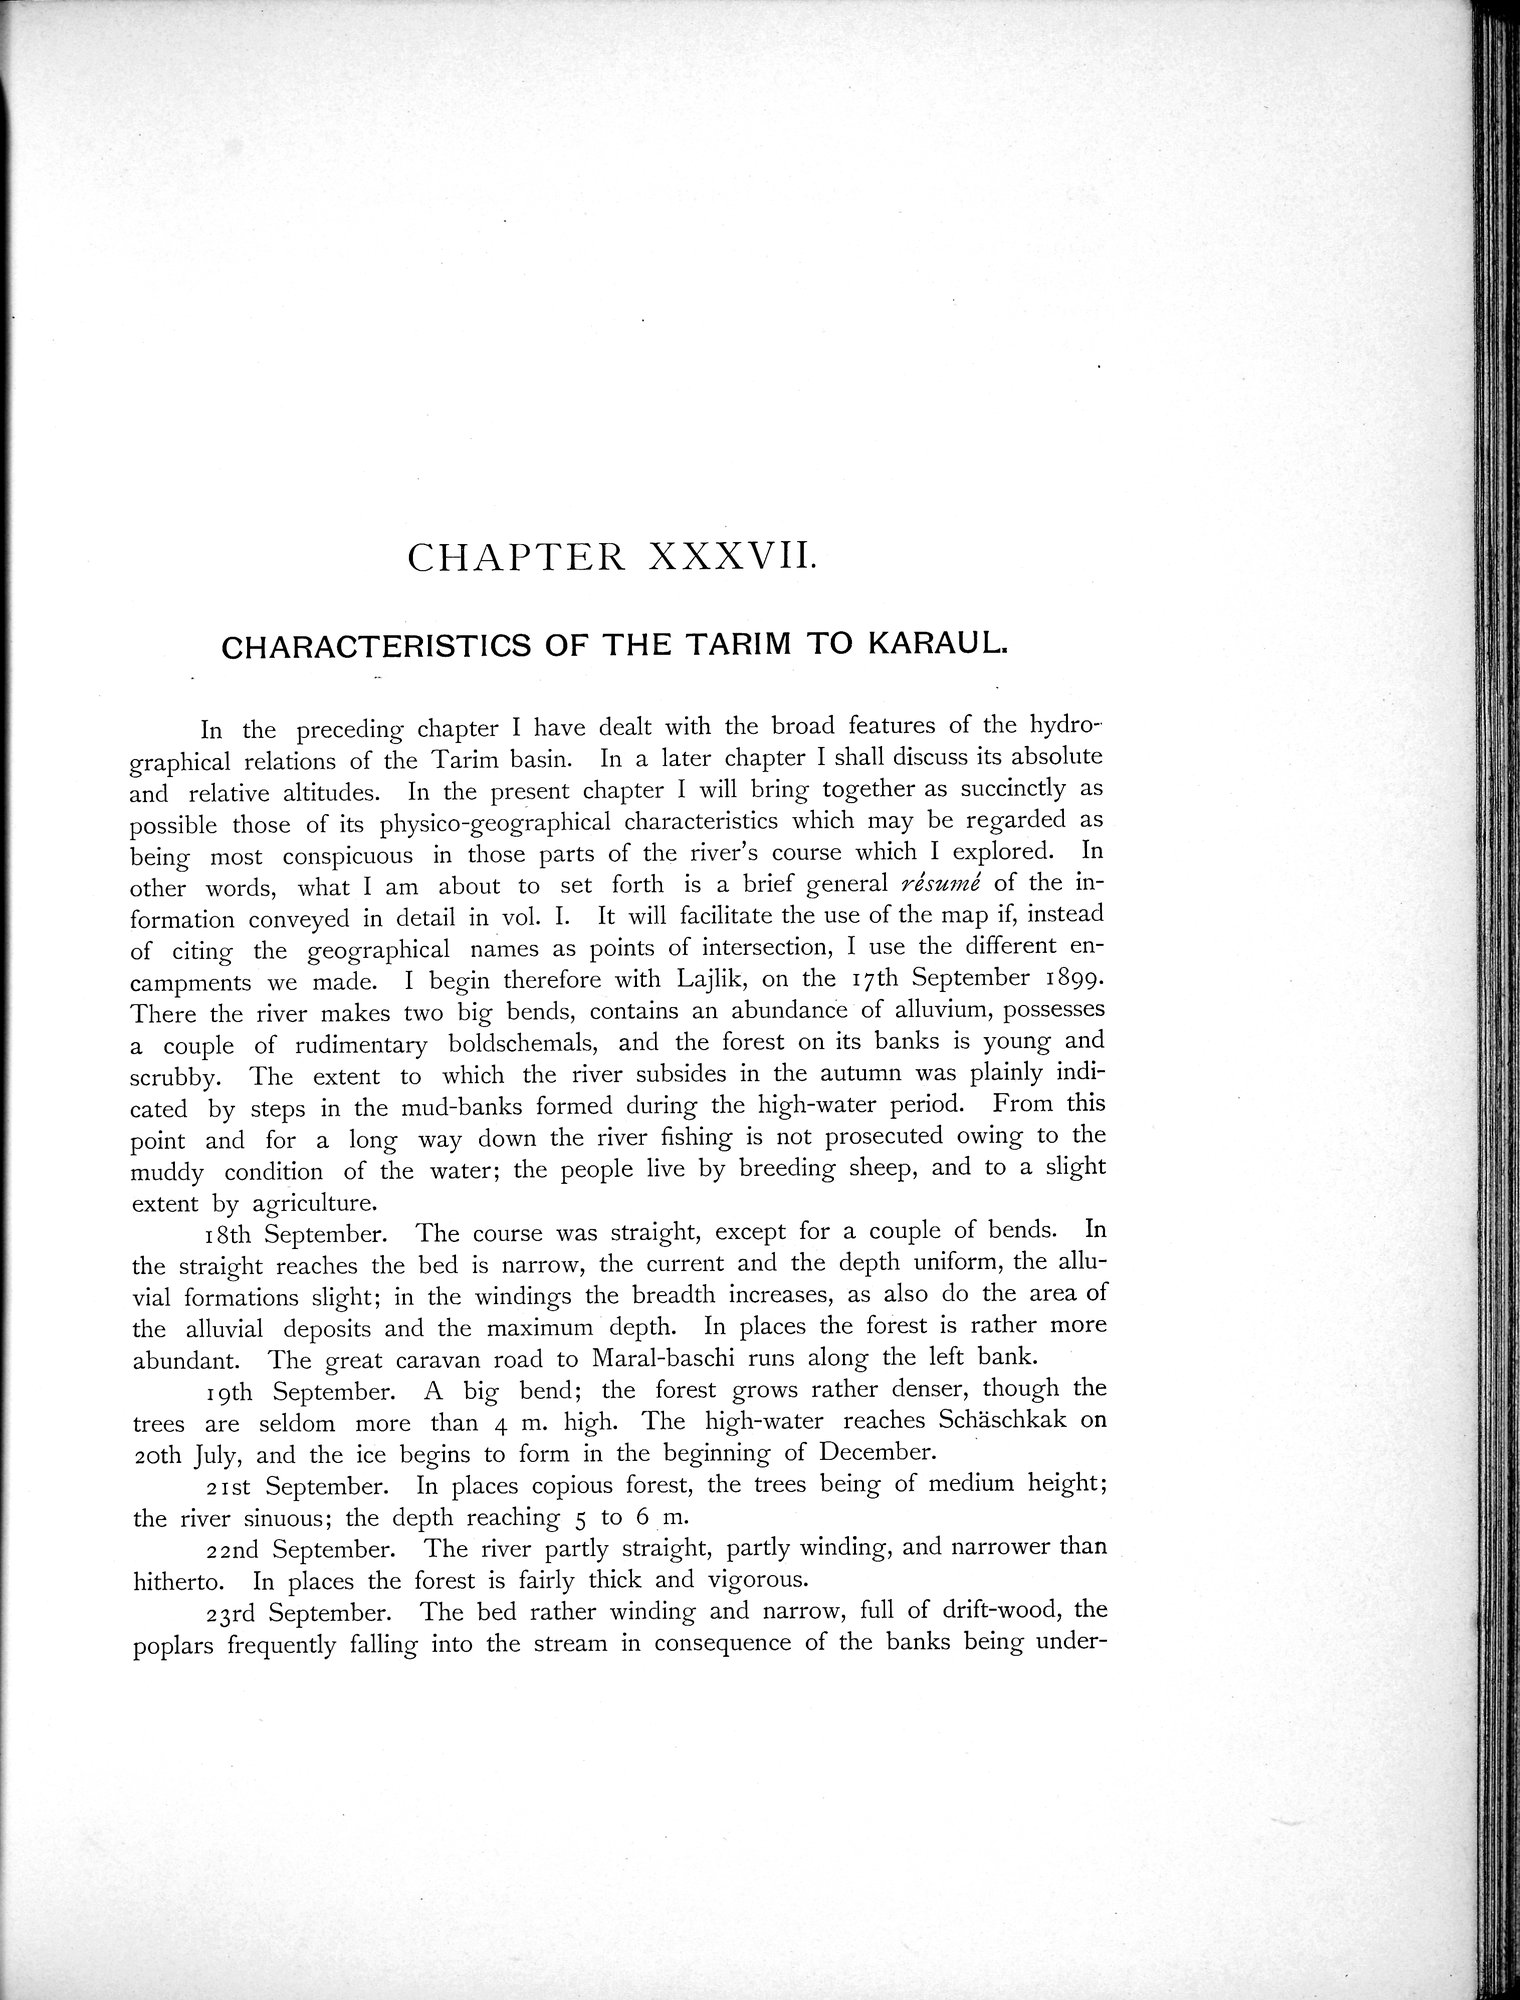 CHAPTER XXXVII.
CHARACTERISTICS OF THE TARIM TO KARAUL.
In the preceding chapter I have dealt with the broad features of the hydro-
graphical relations of the Tarim basin. In a later chapter I shall discuss its absolute
and relative altitudes. In the present chapter I will bring together as succinctly as
possible those of its physico-geographical characteristics which may be regarded as
being most conspicuous in those parts of the river's course which I explored. In
other words, what I am about to set forth is a brief general résumé of the in-
formation conveyed in detail in vol. I. It will facilitate the use of the map if, instead
of citing the geographical names as points of intersection, I use the different en-
campments we made. I begin therefore with Lajlik, on the 17th September 1899.
There the river makes two big bends, contains an abundance of alluvium, possesses
a couple of rudimentary boldschemals, and the forest on its banks is young and
scrubby. The extent to which the river subsides in the autumn was plainly indi-
cated by steps in the mud-banks formed during the high-water period. From this
point and for a long way down the river fishing is not prosecuted owing to the
muddy condition of the water; the people live by breeding sheep, and to a slight
extent by agriculture.
18th September. The course was straight, except for a couple of bends. In
the straight reaches the bed is narrow, the current and the depth uniform, the allu-
vial formations slight; in the windings the breadth increases, as also do the area of
the alluvial deposits and the maximum depth. In places the forest is rather more
abundant. The great caravan road to Maral-baschi runs along the left bank.
19th September. A big bend; the forest grows rather denser, though the
trees are seldom more than 4 m. high. The high-water reaches Schäschkak on
20th July, and the ice begins to form in the beginning of December.
21st September. In places copious forest, the trees being of medium height;
the river sinuous; the depth reaching 5 to 6 m.
22nd September. The river partly straight, partly winding, and narrower than
hitherto. In places the forest is fairly thick and vigorous.
23rd September. The bed rather winding and narrow, full of drift-wood, the
poplars frequently falling into the stream in consequence of the banks being under-